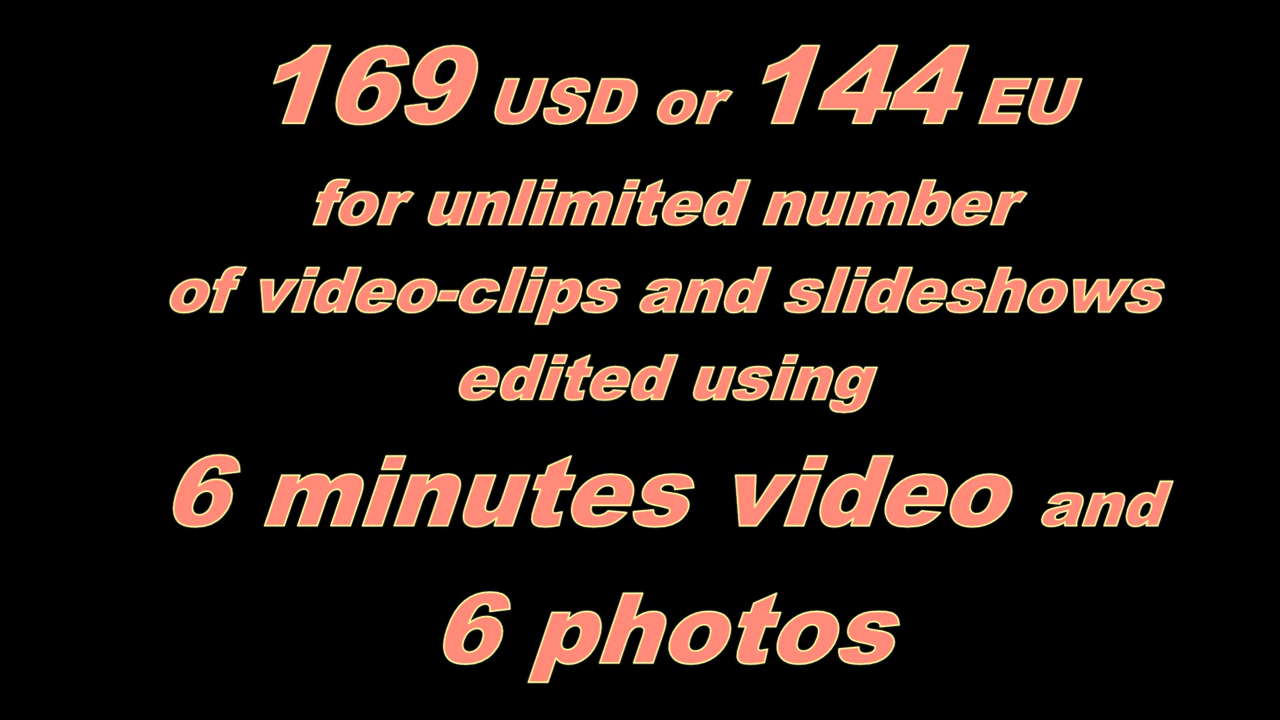 169 USD or 144 EU
for unlimited number
of video-clips and slideshows
edited using
6 minutes video and
6 photos